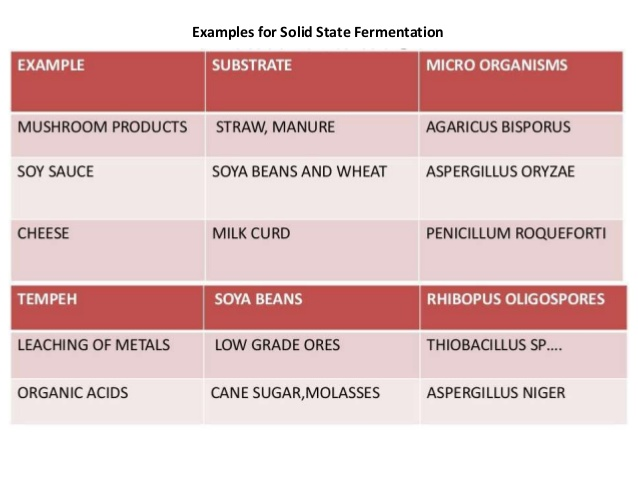 Examples for Solid State Fermentation
EXAMPLE SUBSTRATE MICRO ORGANISMS
MUSHROOM PRODUCTS STRAW, MANURE AGARICUS BISPORUS
SOY SAUCE SOYA BEANS AND WHEAT ASPERGILLUS ORYZAE
CHEESE MILK CURD PENICILLUM ROQUEFORTI
TEMPEH SOYA BEANS RHIBOPUS OLIGOSPORES
LEACHING OF METALS LOW GRADE ORES THIOBACILLUS SP....
ORGANIC ACIDS CANE SUGAR,MOLASSES ASPERGILLUS NIGER